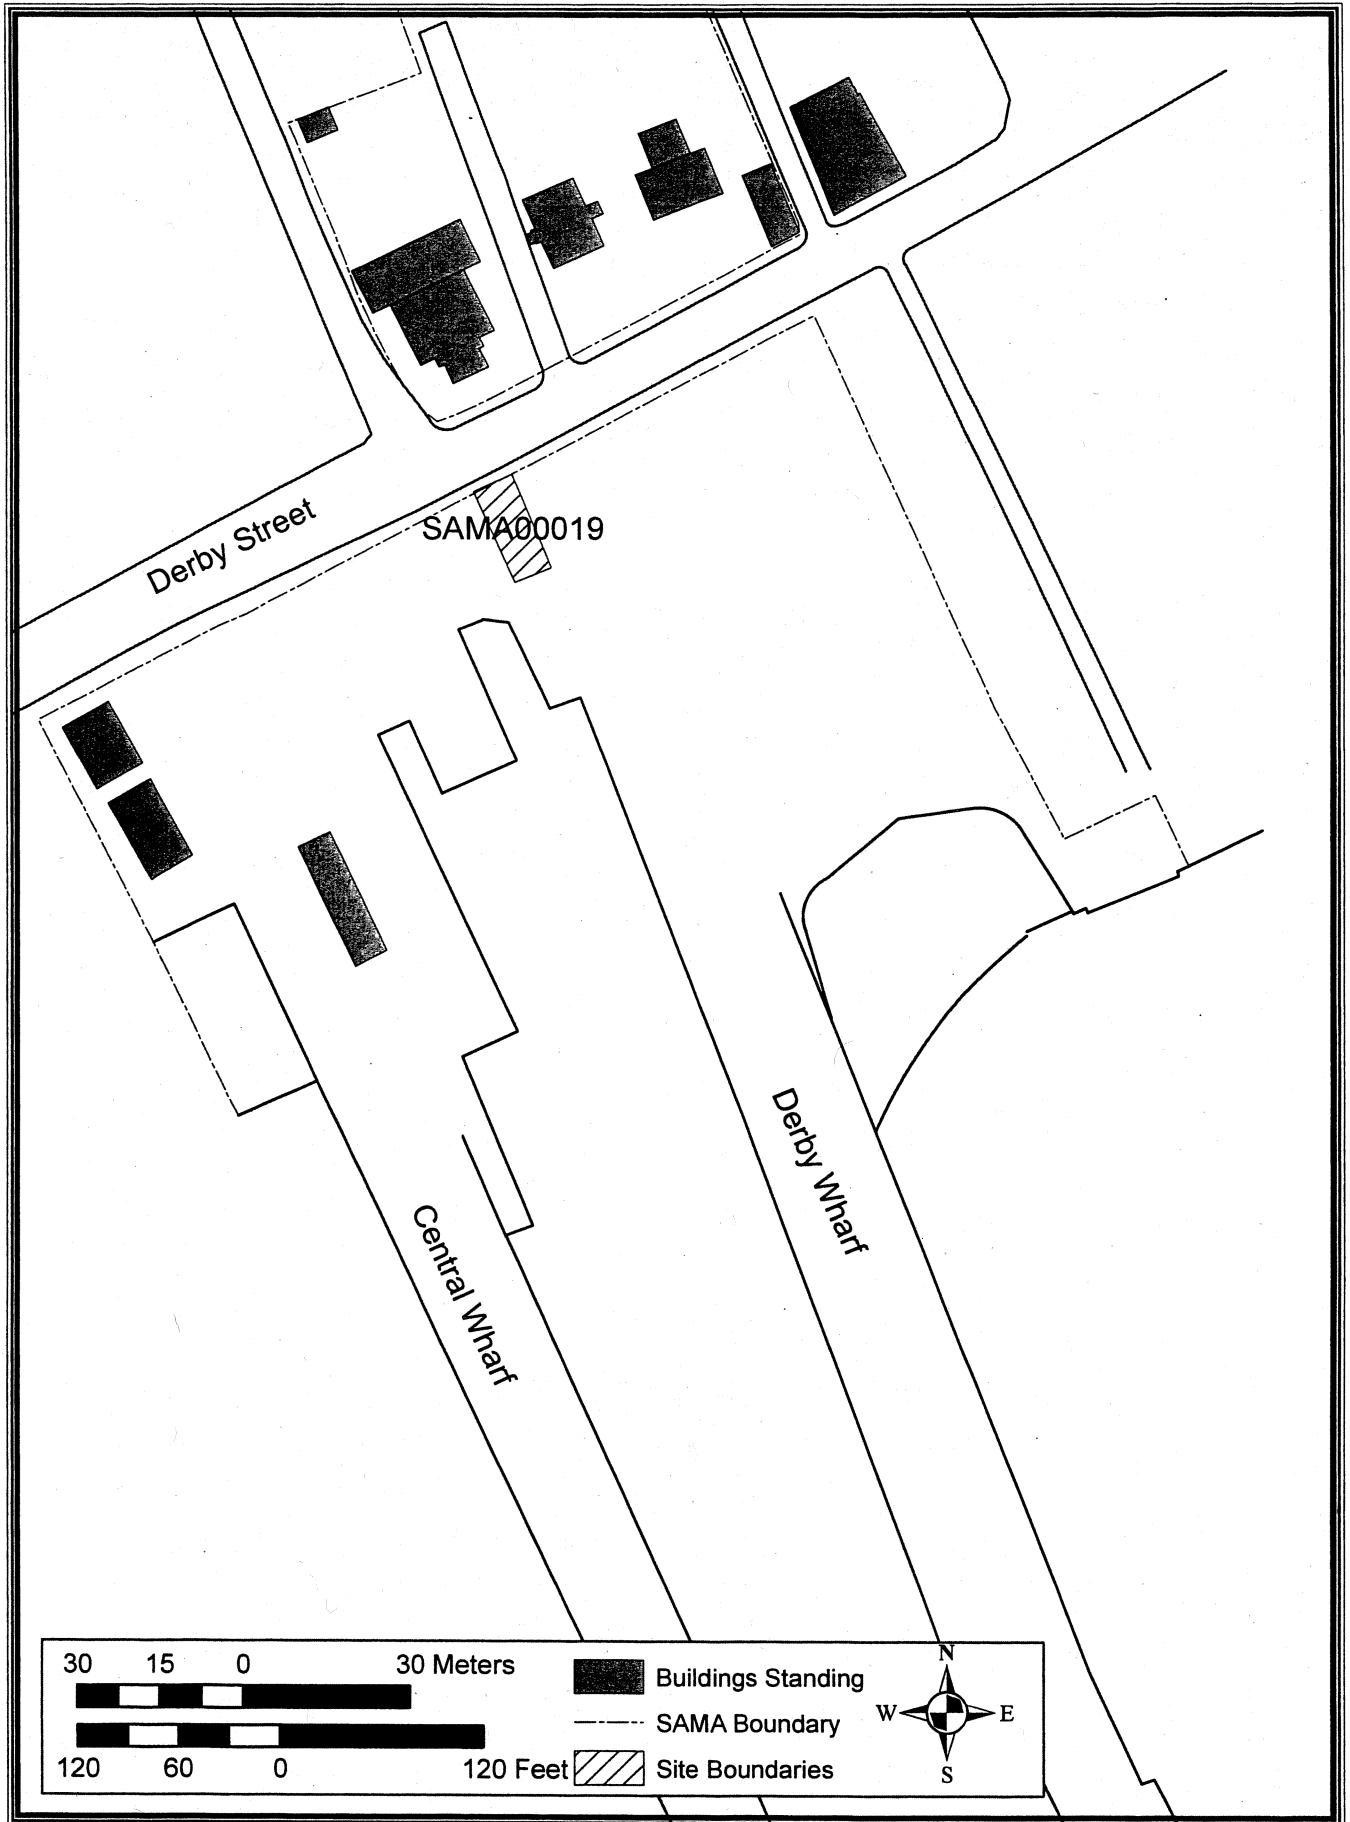 Derby Street
SAMA00019
Derby Wharf
Central Wharf
30 15 0 30 Meters
120 60 0 120 Feet
Buildings Standing
SAMA Boundary
Site Boundaries
N
W E
S